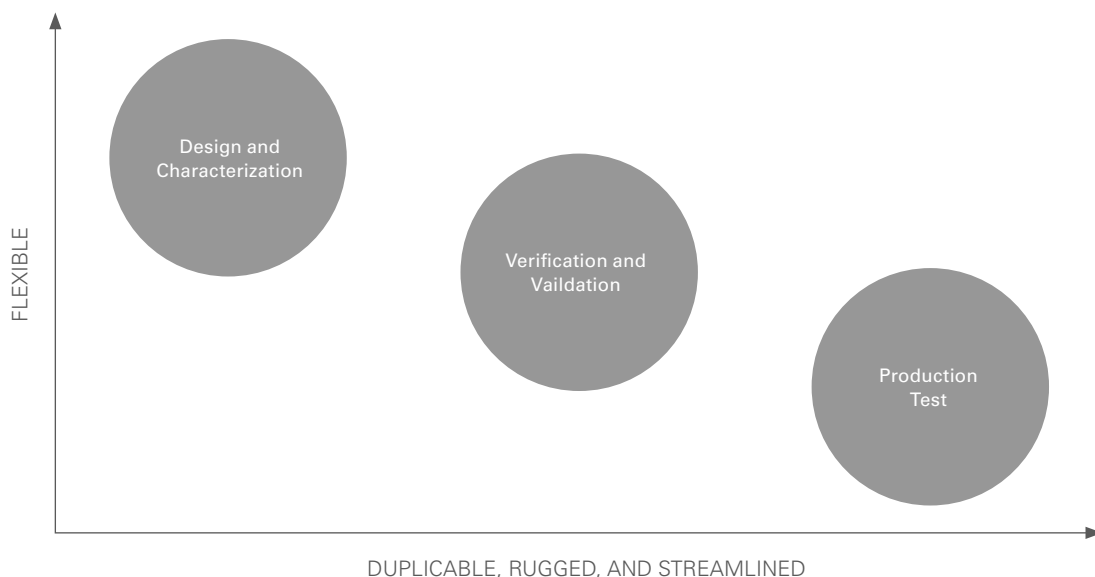 FLEXIBLE
Design and
Characterization
Verification and
Vaildation
Production
Test
DUPLICABLE, RUGGED, AND STREAMLINED